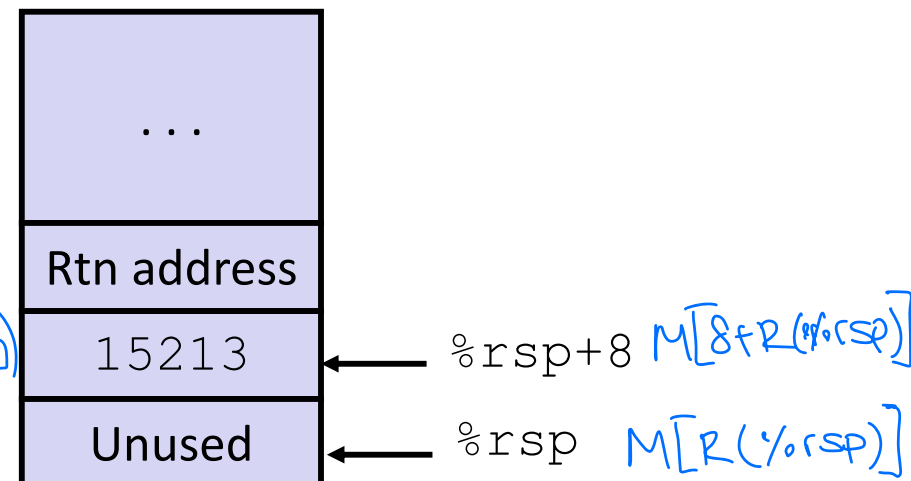 ...
Rtn address
15213
%rsp+8 M[8+R(%rsp)]
Unused
%rsp M[R(%rsp)]